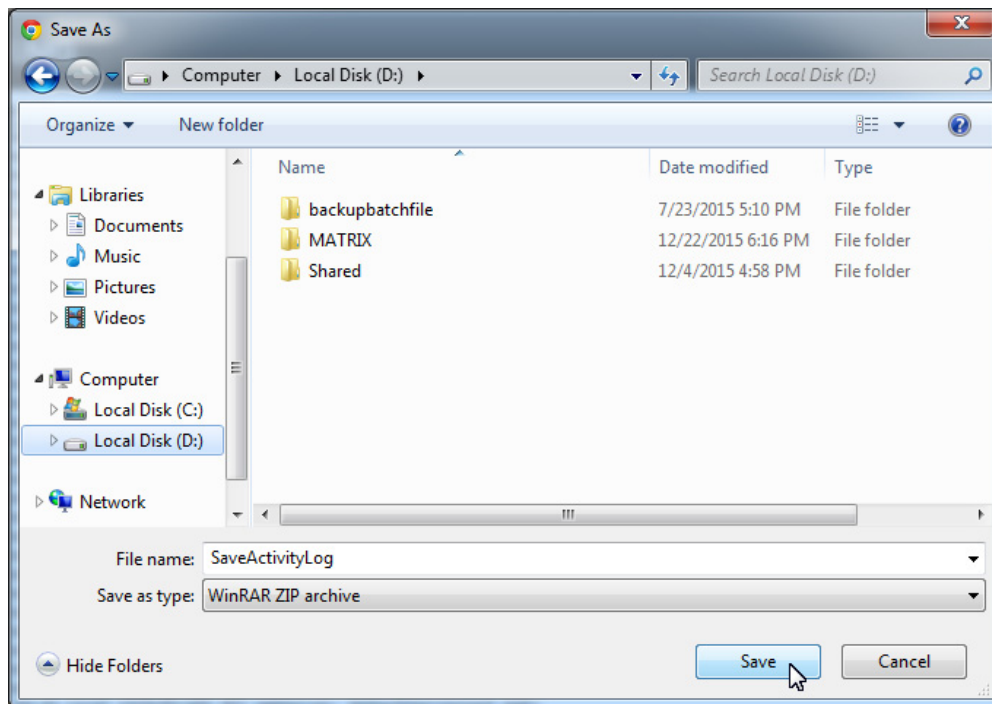 Save As
Computer Local Disk (D:)
Search Local Disk (D:)
Organize
New folder
Name
Date modified
Type
Libraries
Documents
Music
Pictures
Videos
Computer
Local Disk (C:)
Local Disk (D:)
Network
backupbatchfile 7/23/2015 5:10 PM File folder
MATRIX 12/22/2015 6:16 PM File folder
Shared 12/4/2015 4:58 PM File folder
File name: SaveActivityLog
Save as type: WinRAR ZIP archive
Hide Folders
Save
Cancel